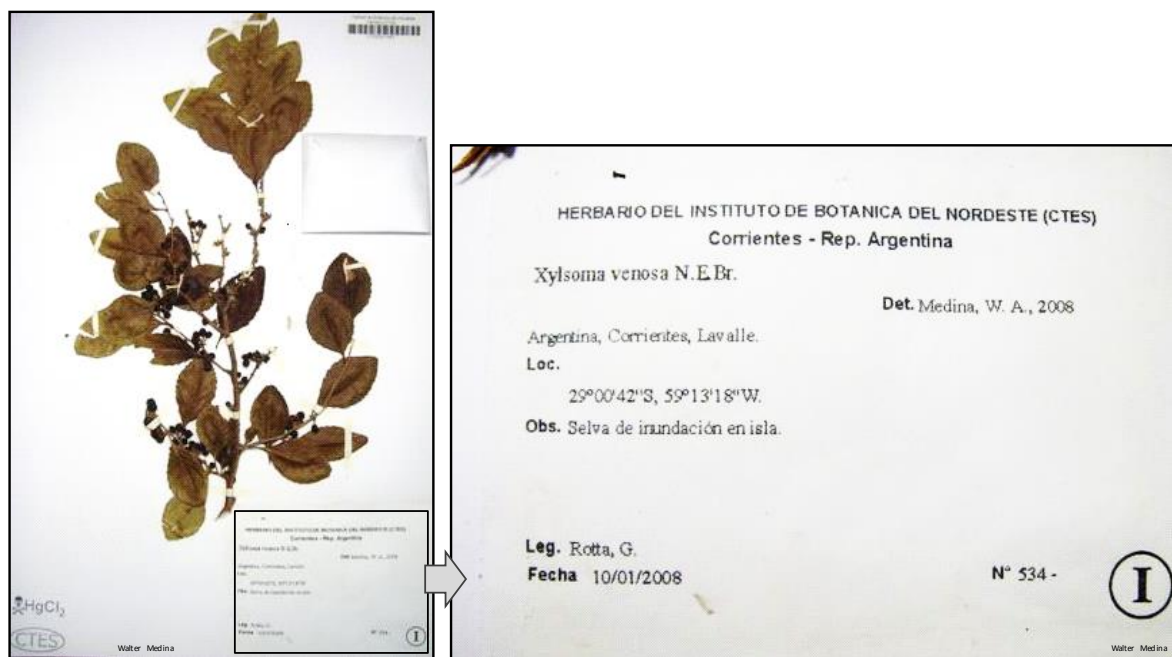 HgCl2
CTES
Walter Medina
I
HERBARIO DEL INSTITUTO DE BOTANICA DEL NORDESTE (CTES)
Corrientes - Rep. Argentina
Xylsoma venosa N.E.Br.
Det. Medina, W. A., 2008
Argentina, Corrientes, Lavalle.
Loc.
29°00'42"S, 59°13'18"W.
Obs. Selva de inundación en isla.
Leg. Rotta, G.
Fecha 10/01/2008
N° 534 -
I
Walter Medina